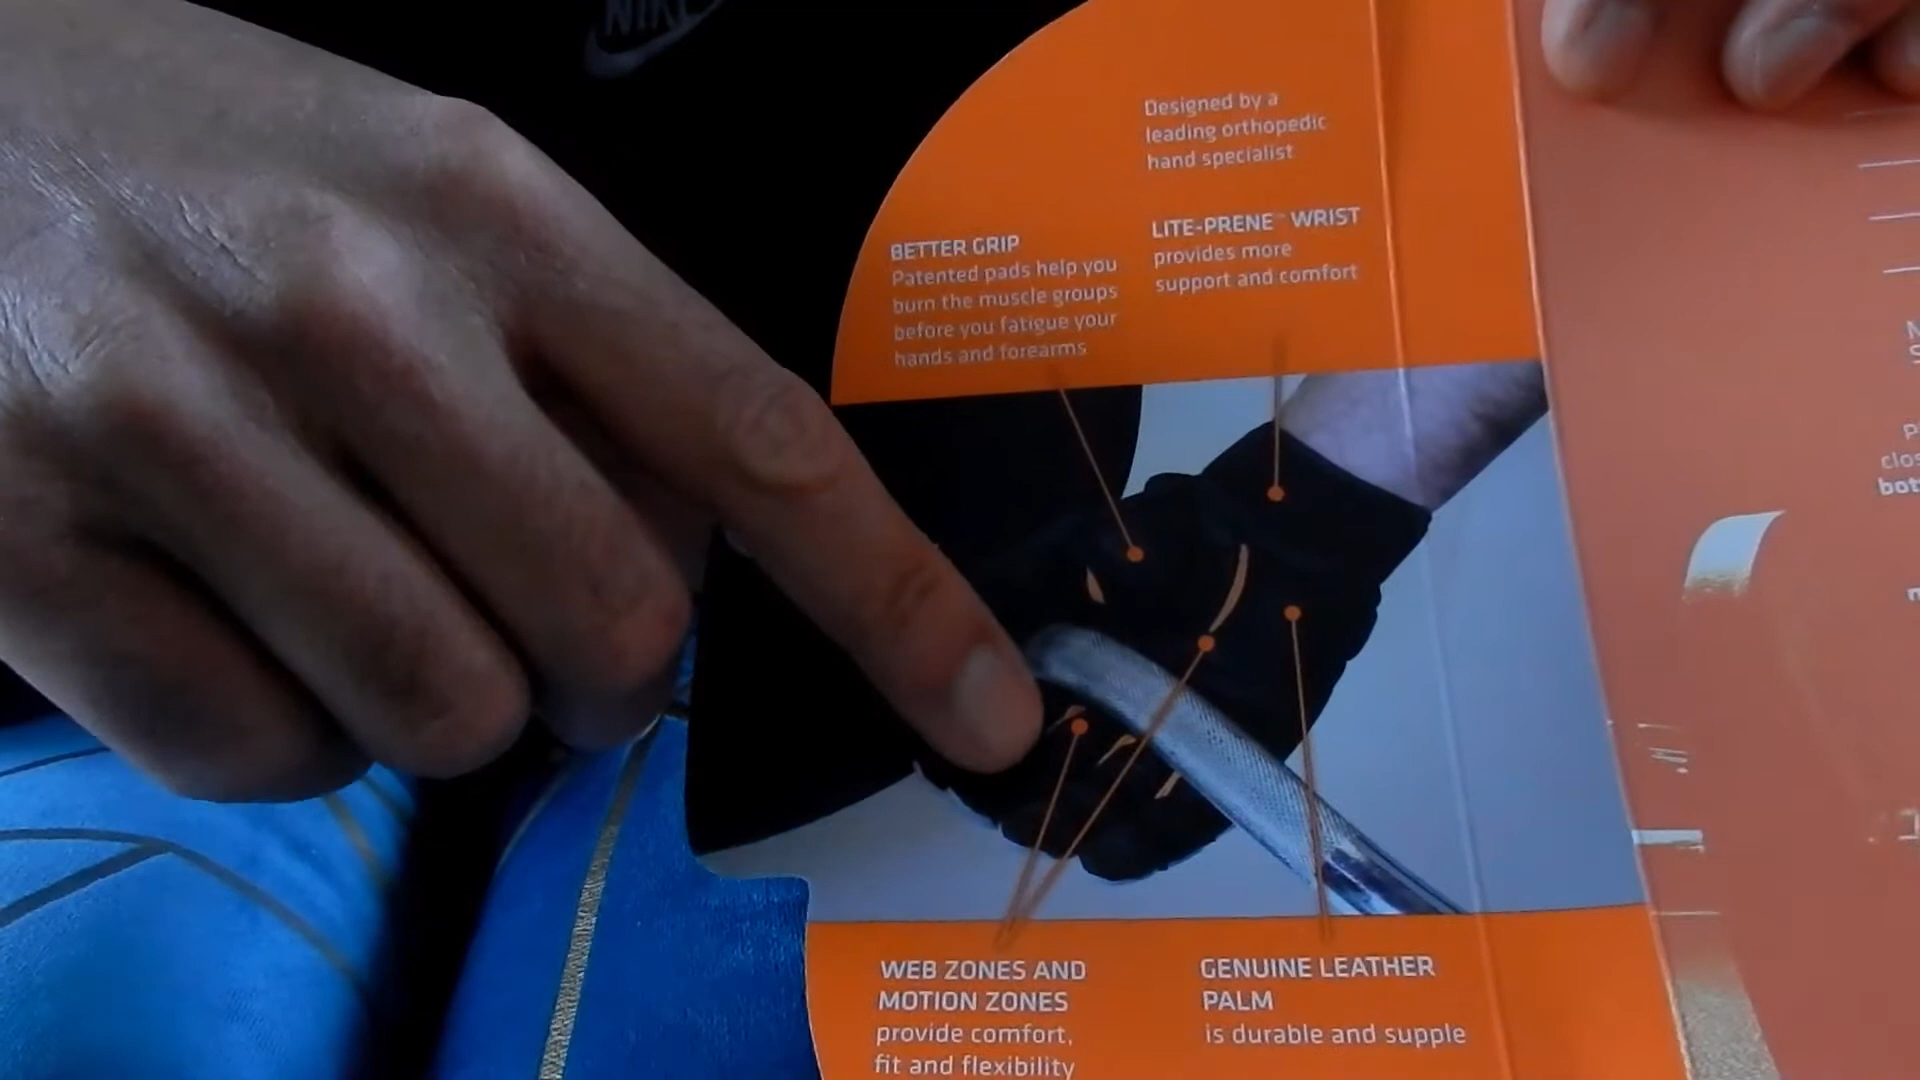 NIKE
Designed by a
leading orthopedic
hand specialist
BETTER GRIP
Patented pads help you
burn the muscle groups
before you fatigue your
hands and forearms
LITE-PRENE™ WRIST
provides more
support and comfort
WEB ZONES AND
MOTION ZONES
provide comfort,
fit and flexibility
GENUINE LEATHER
PALM
is durable and supple